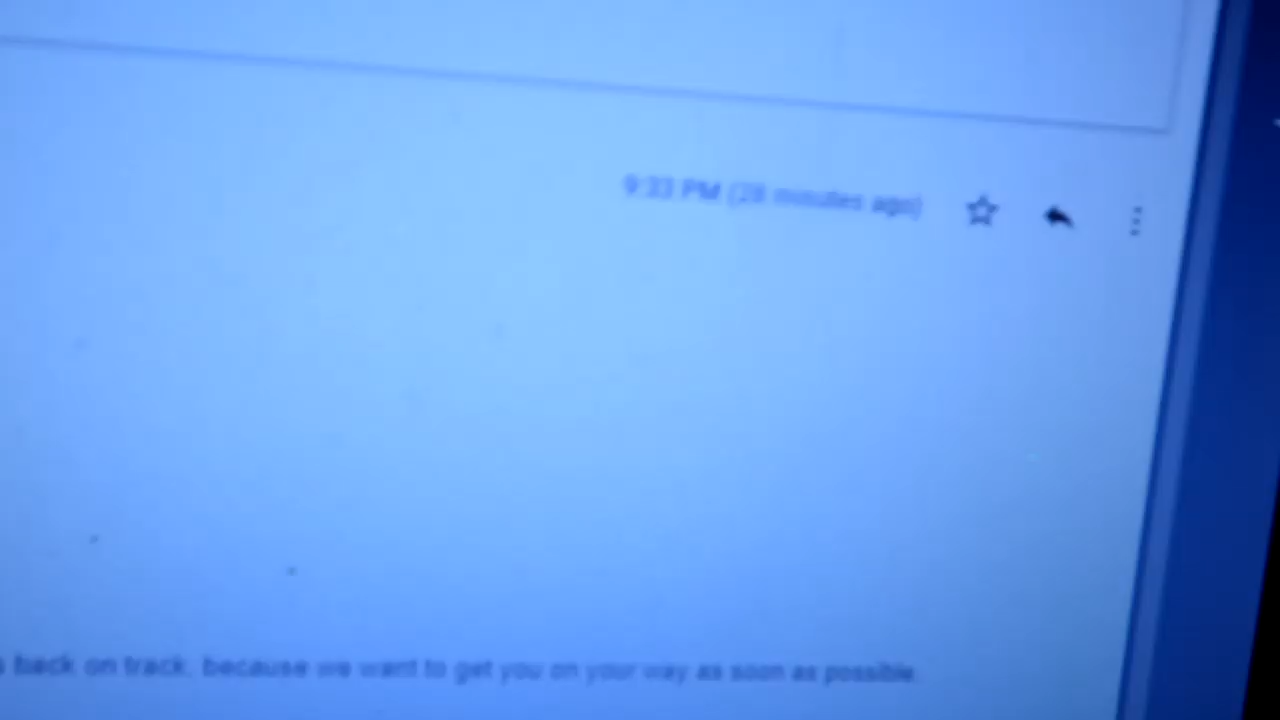 9:33 PM (28 minutes ago)
back on track, because we want to get you on your way as soon as possible.